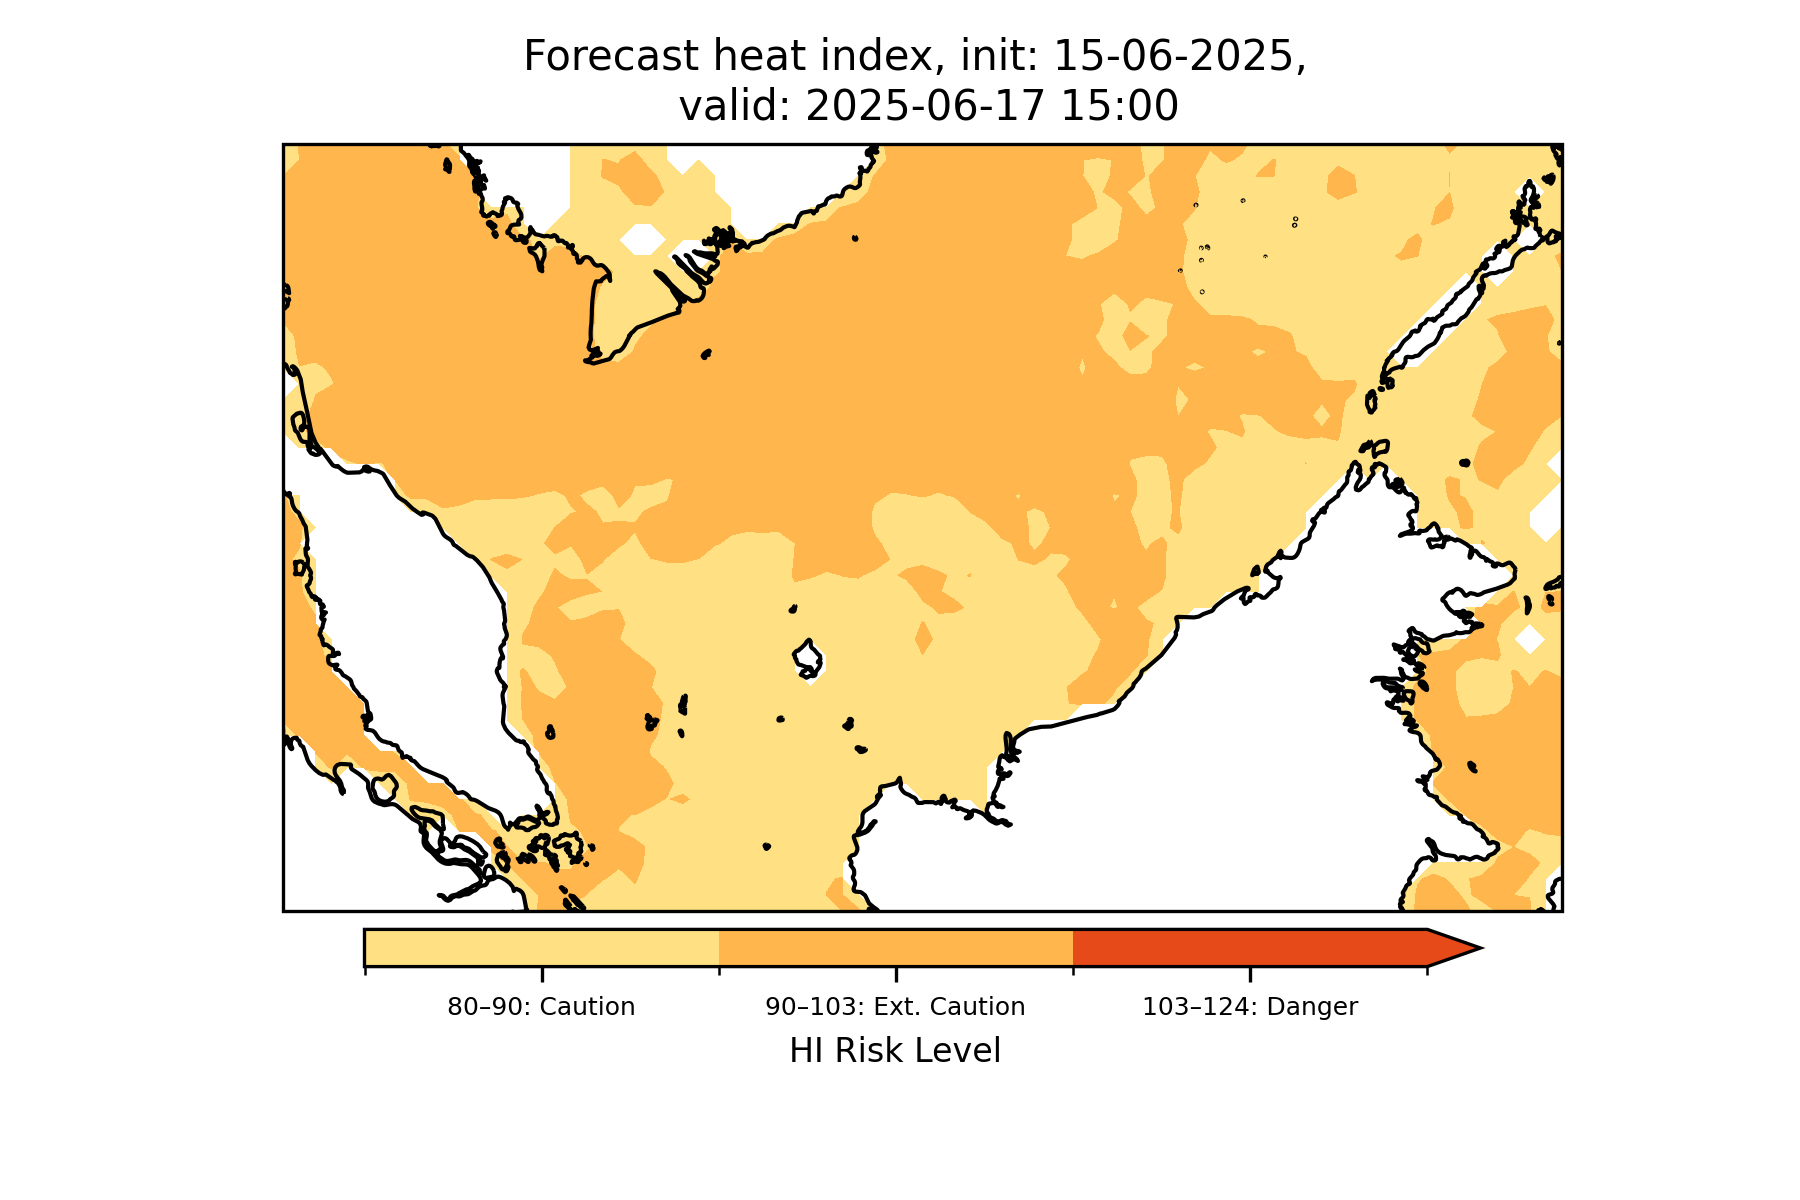 Forecast heat index, init: 15-06-2025,
valid: 2025-06-17 15:00
80–90: Caution
90–103: Ext. Caution
103–124: Danger
HI Risk Level